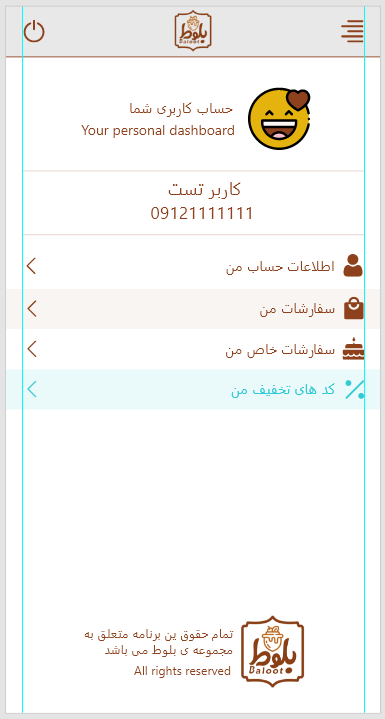 بلوط
Baloot
حساب کاربری شما
Your personal dashboard
کاربر تست
09121111111
اطلاعات حساب من
سفارشات من
سفارشات خاص من
کد های تخفیف من
تمام حقوق ین برنامه متعلق به
مجموعه ی بلوط می باشد
All rights reserved
بلوط
Baloot